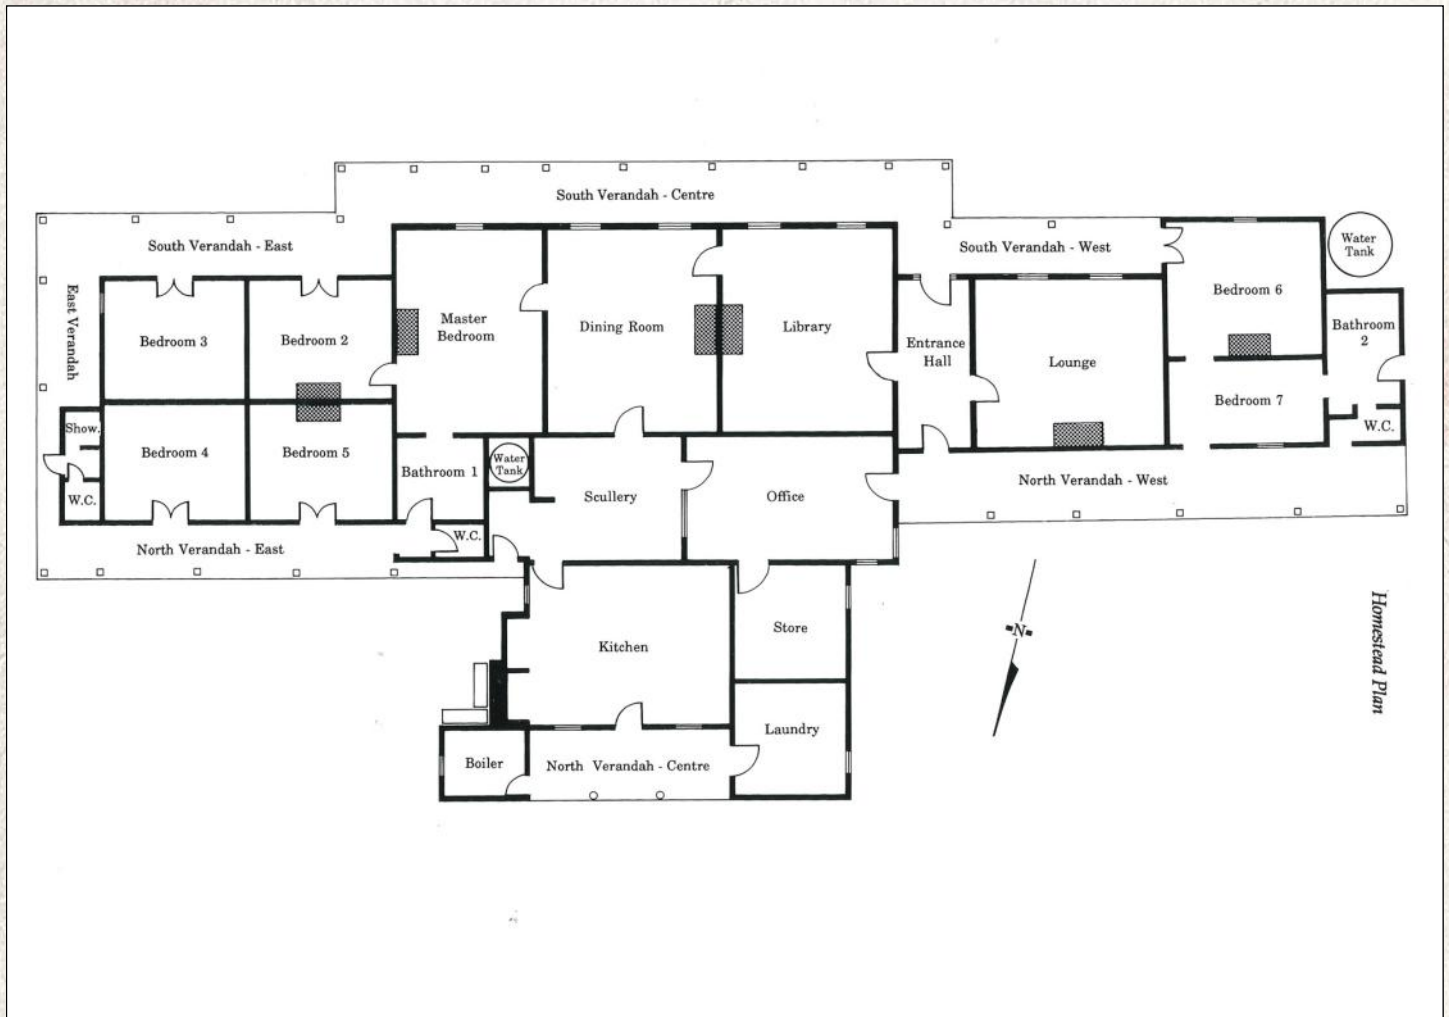 South Verandah - Centre
South Verandah - East
South Verandah - West
Water
Tank
East Verandah
Bedroom 3
Bedroom 2
Master
Bedroom
Dining Room
Library
Entrance
Hall
Lounge
Bedroom 6
Bathroom
2
Bedroom 7
W.C.
Show.
Bedroom 4
Bedroom 5
Bathroom 1
Water
Tank
Scullery
Office
North Verandah - West
W.C.
W.C.
North Verandah - East
Kitchen
Store
N
Homestead Plan
Laundry
Boiler
North Verandah - Centre